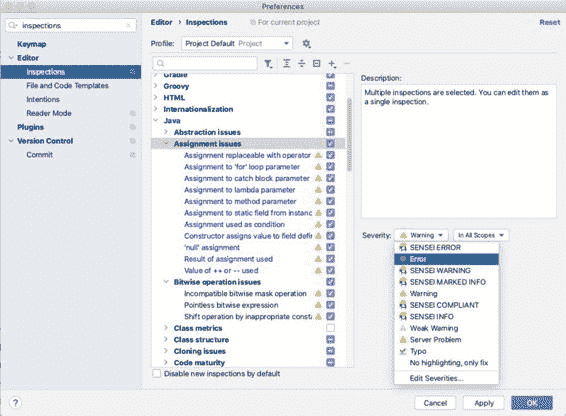 Preferences
inspections
Keymap
Editor
Inspections
File and Code Templates
Intentions
Reader Mode
Plugins
Version Control
Commit
Editor › Inspections For current project
Reset
Profile: Project Default Project
Gradle
Groovy
HTML
Internationalization
Java
Abstraction issues
Assignment issues
Assignment replaceable with operator
Assignment to 'for' loop parameter
Assignment to catch block parameter
Assignment to lambda parameter
Assignment to method parameter
Assignment to static field from instanc
Assignment used as condition
Constructor assigns value to field defi
'null' assignment
Result of assignment used
Value of ++ or -- used
Bitwise operation issues
Incompatible bitwise mask operation
Pointless bitwise expression
Shift operation by inappropriate consta
Class metrics
Class structure
Cloning issues
Code maturity
Disable new inspections by default
Description:
Multiple inspections are selected. You can edit them as
a single inspection.
Severity: Warning In All Scopes
SENSEI ERROR
Error
SENSEI WARNING
SENSEI MARKED INFO
Warning
SENSEI COMPLIANT
SENSEI INFO
Weak Warning
Server Problem
Typo
No highlighting, only fix
Edit Severities...
?
Cancel
Apply
OK